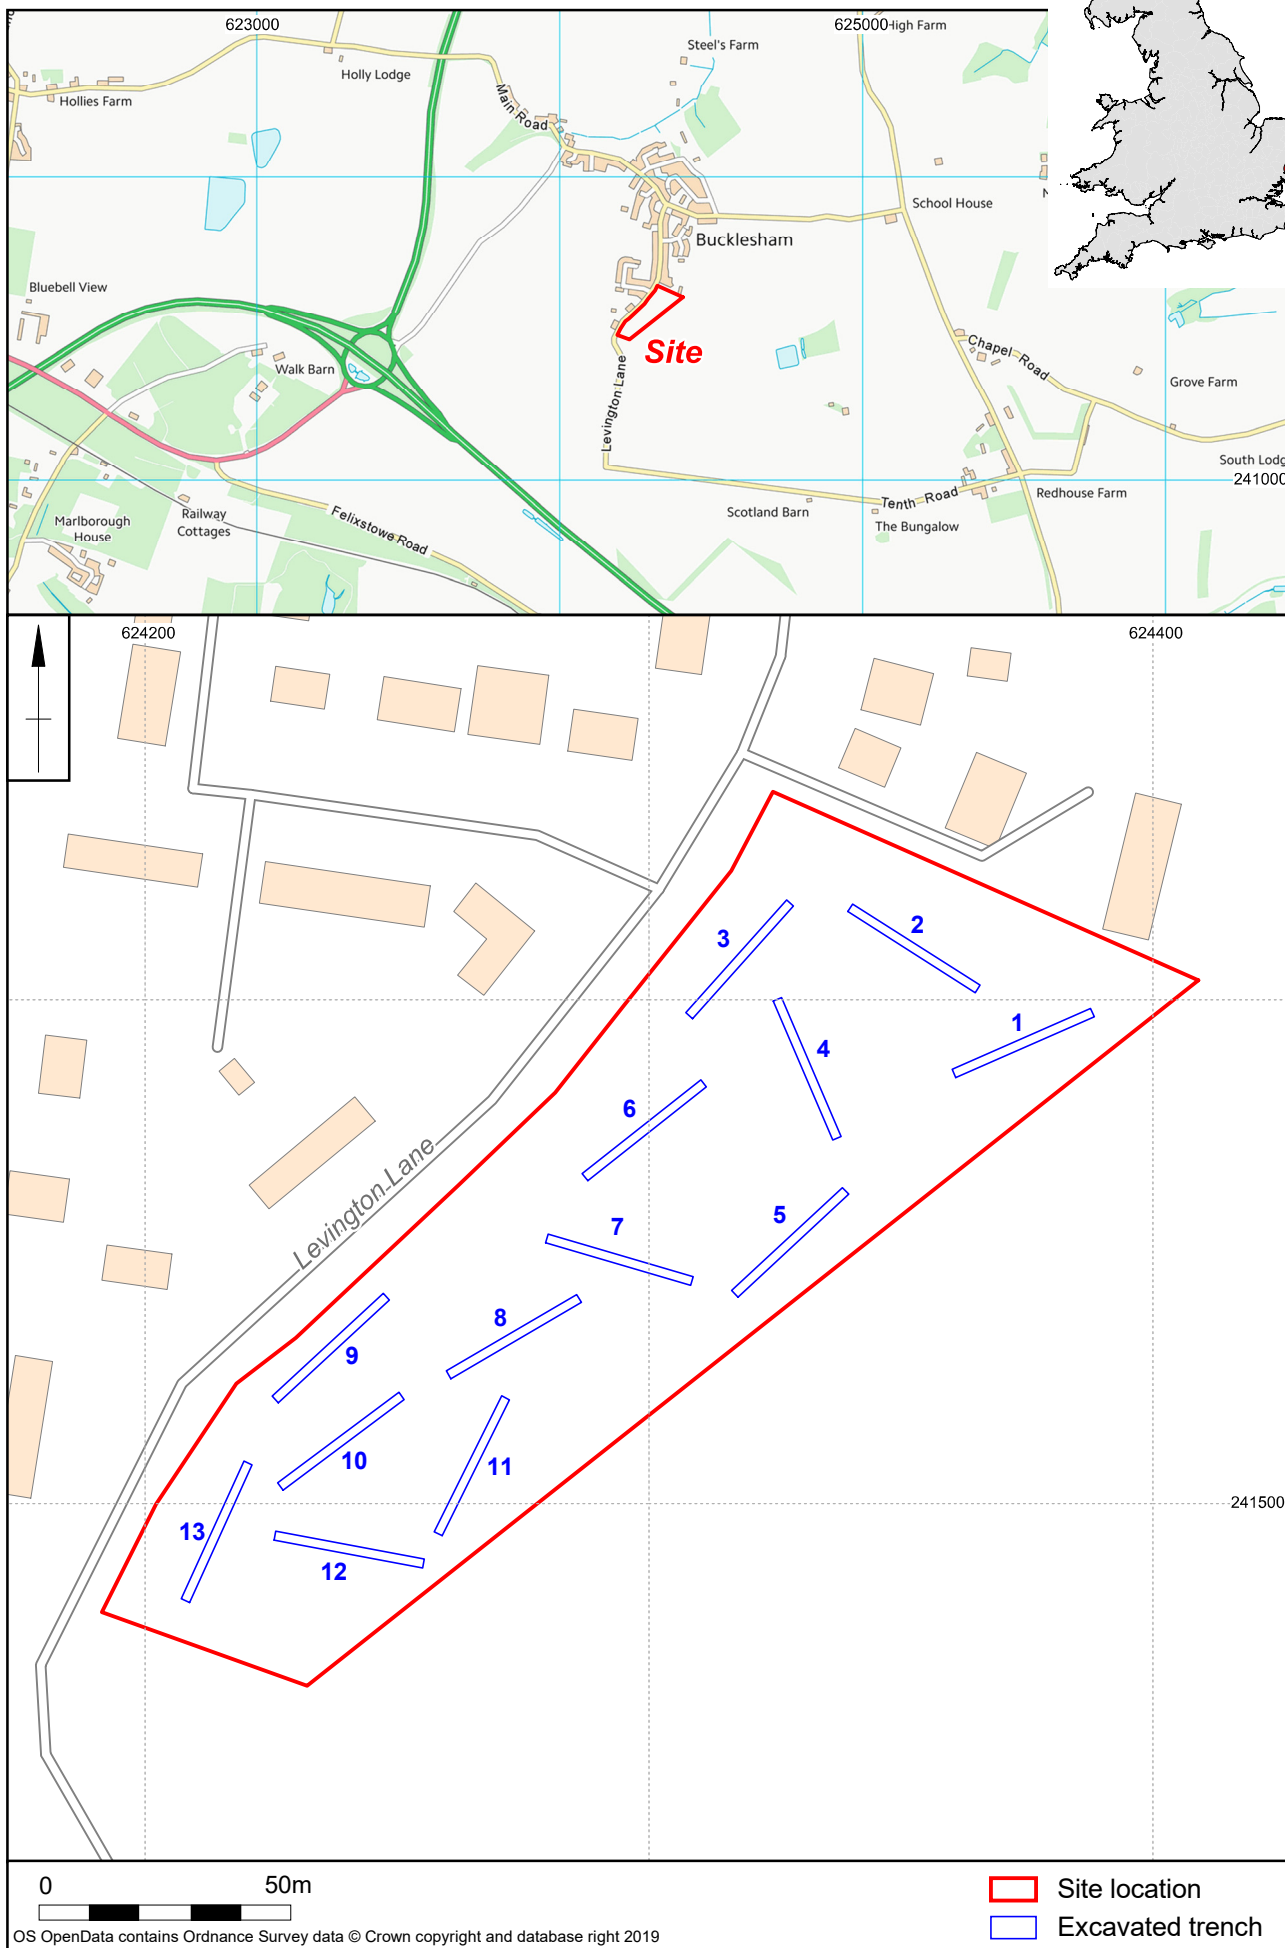 623000
625000
High Farm
Steel's Farm
Holly Lodge
Hollies Farm
Main Road
School House
Bucklesham
Bluebell View
Site
Chapel Road
Walk Barn
Grove Farm
Levington Lane
South Lodg
241000
Tenth Road
Redhouse Farm
Scotland Barn
The Bungalow
Marlborough
House
Railway
Cottages
Felixstowe Road
624200
624400
3
2
1
4
6
5
7
Levington Lane
8
9
10
11
13
12
241500
0
50m
Site location
Excavated trench
OS OpenData contains Ordnance Survey data © Crown copyright and database right 2019